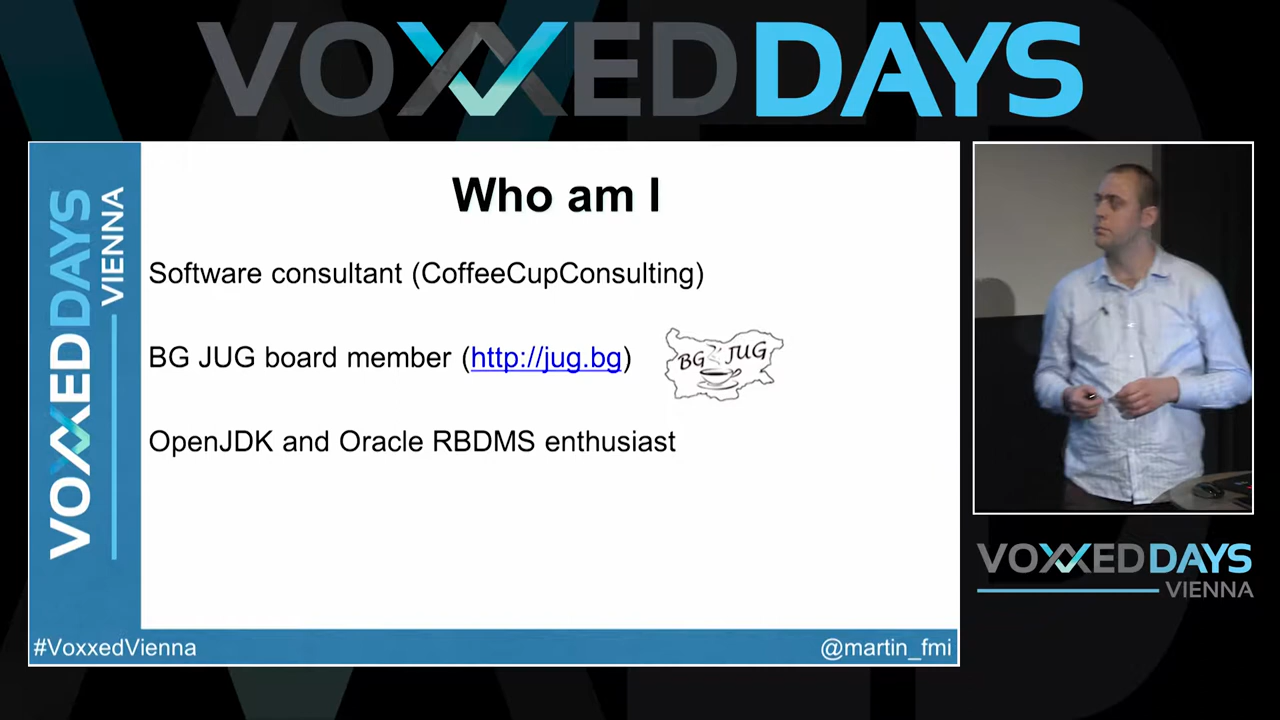 VOXXED DAYS
VOXXED DAYS
VIENNA
Who am I
Software consultant (CoffeeCupConsulting)
BG JUG board member (http://jug.bg)
BG JUG
OpenJDK and Oracle RBDMS enthusiast
#VoxxedVienna
@martin_fmi
VOXXED DAYS
VIENNA